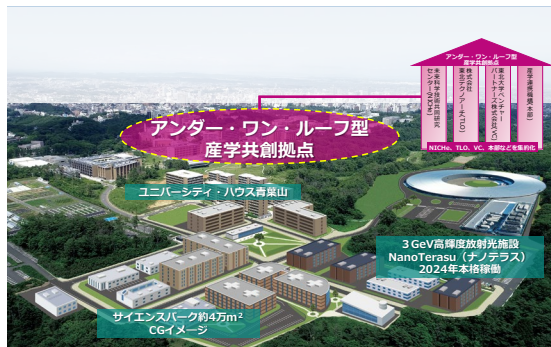 アンダー・ワン・ルーフ型
産学共創拠点
未来科学技術共同研究
センター(NICHe)
株式会社
東北テクノアーチ(TLO)
東北大学ベンチャー
パートナーズ株式会社(VC)
産学連携機構(本部)
NICHe、TLO、VC、本部などを集約化
アンダー・ワン・ルーフ型
産学共創拠点
ユニバーシティ・ハウス青葉山
3GeV高輝度放射光施設
NanoTerasu(ナノテラス)
2024年本格稼働
サイエンスパーク約4万m²
CGイメージ